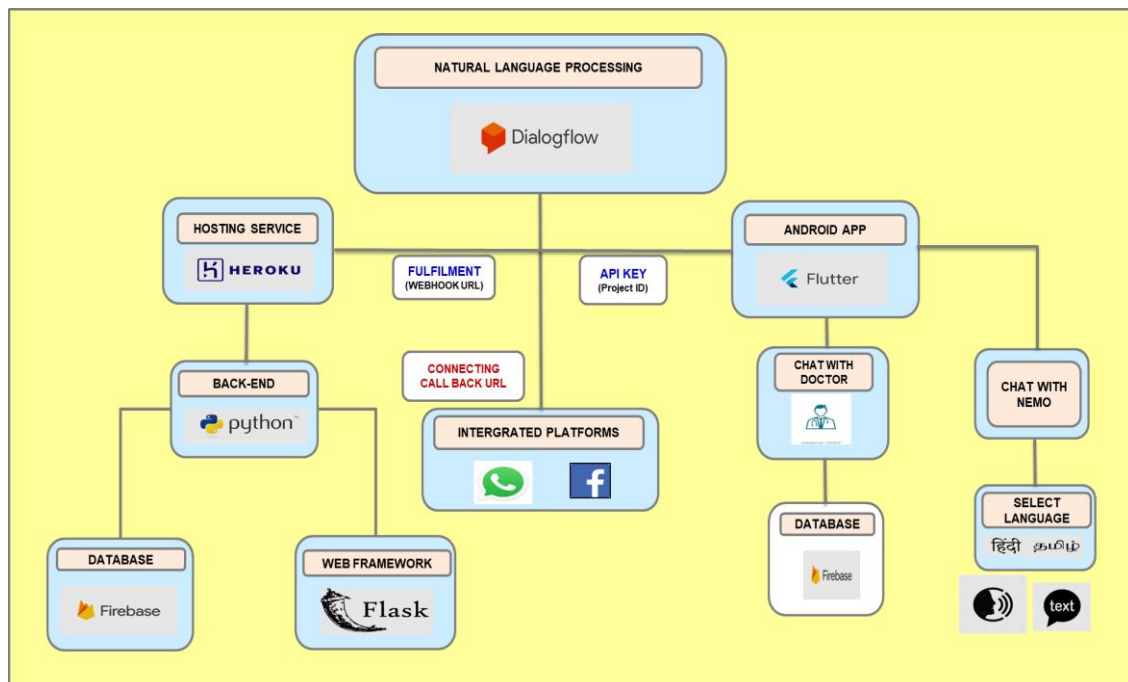 NATURAL LANGUAGE PROCESSING
Dialogflow
HOSTING SERVICE
HEROKU
FULFILMENT
(WEBHOOK URL)
API KEY
(Project ID)
ANDROID APP
Flutter
BACK-END
python™
CONNECTING
CALL BACK URL
INTERGRATED PLATFORMS
f
CHAT WITH
DOCTOR
CHAT WITH
NEMO
DATABASE
Firebase
WEB FRAMEWORK
Flask
DATABASE
Firebase
SELECT
LANGUAGE
हिंदी தமிழ்
text